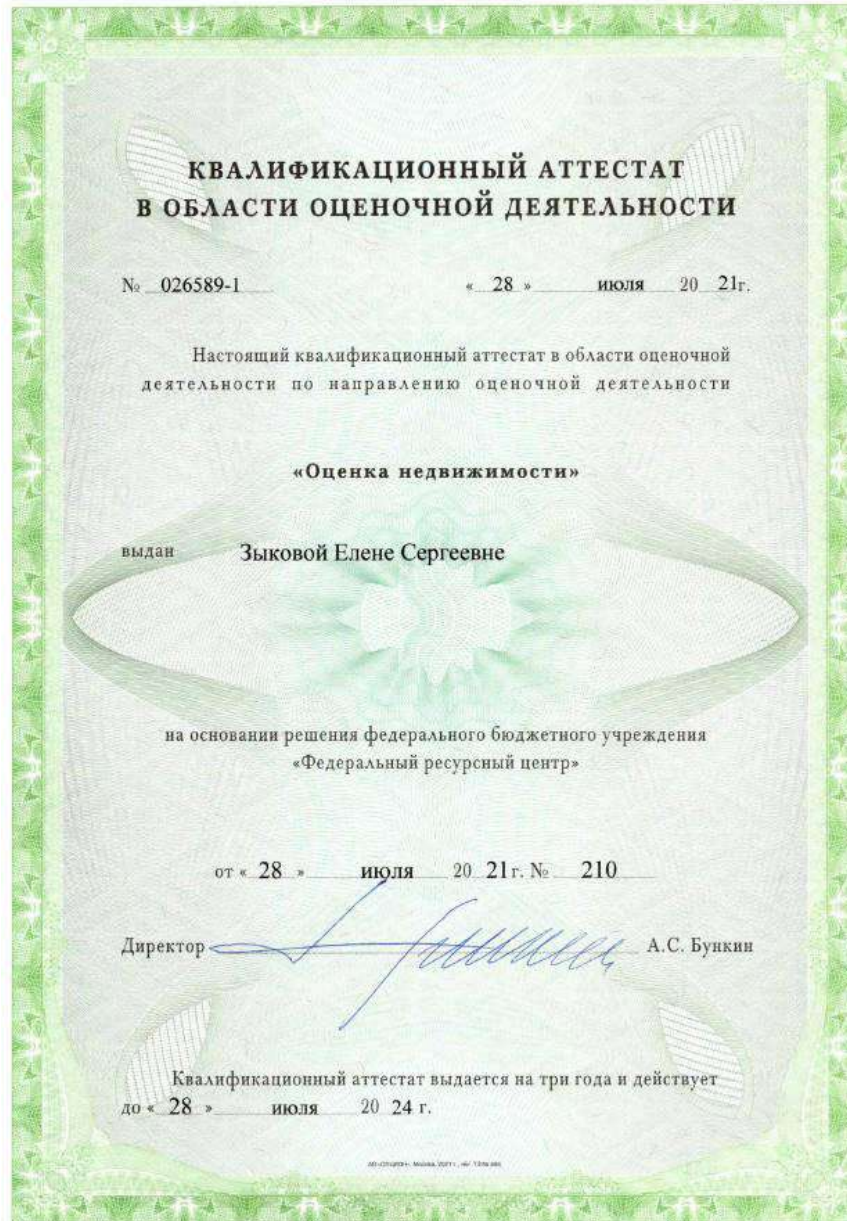 КВАЛИФИКАЦИОННЫЙ АТТЕСТАТ
В ОБЛАСТИ ОЦЕНОЧНОЙ ДЕЯТЕЛЬНОСТИ
№ 026589-1 « 28 » июля 20 21г.
Настоящий квалификационный аттестат в области оценочной
деятельности по направлению оценочной деятельности
«Оценка недвижимости»
выдан Зыковой Елене Сергеевне
на основании решения федерального бюджетного учреждения
«Федеральный ресурсный центр»
от « 28 » июля 20 21г. № 210
Директор А.С. Бункин
Квалификационный аттестат выдается на три года и действует
до « 28 » июля 20 24 г.